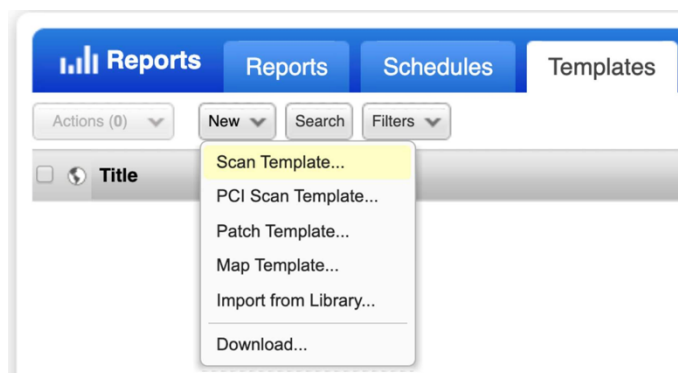 Reports
Reports
Schedules
Templates
Actions (0)
New
Search
Filters
Title
Scan Template...
PCI Scan Template...
Patch Template...
Map Template...
Import from Library...
Download...